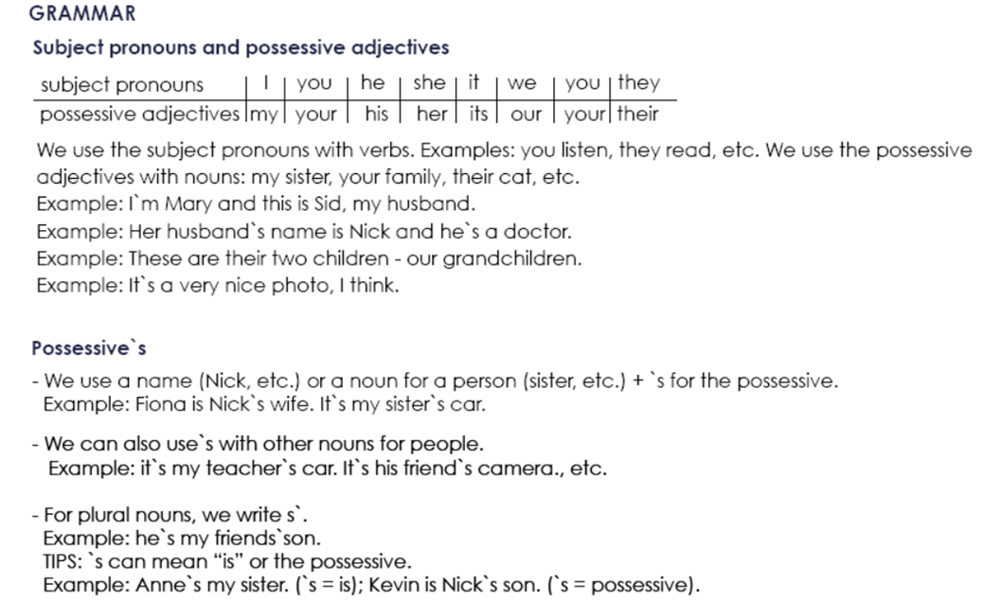 GRAMMAR
Subject pronouns and possessive adjectives
subject pronouns | I | you | he | she | it | we | you | they
possessive adjectives |my| your | his | her | its | our | your| their
We use the subject pronouns with verbs. Examples: you listen, they read, etc. We use the possessive
adjectives with nouns: my sister, your family, their cat, etc.
Example: I`m Mary and this is Sid, my husband.
Example: Her husband`s name is Nick and he`s a doctor.
Example: These are their two children - our grandchildren.
Example: It`s a very nice photo, I think.
Possessive`s
- We use a name (Nick, etc.) or a noun for a person (sister, etc.) + `s for the possessive.
Example: Fiona is Nick`s wife. It`s my sister`s car.
- We can also use`s with other nouns for people.
Example: it`s my teacher`s car. It`s his friend`s camera., etc.
- For plural nouns, we write s`.
Example: he`s my friends`son.
TIPS: `s can mean “is” or the possessive.
Example: Anne`s my sister. (`s = is); Kevin is Nick`s son. (`s = possessive).